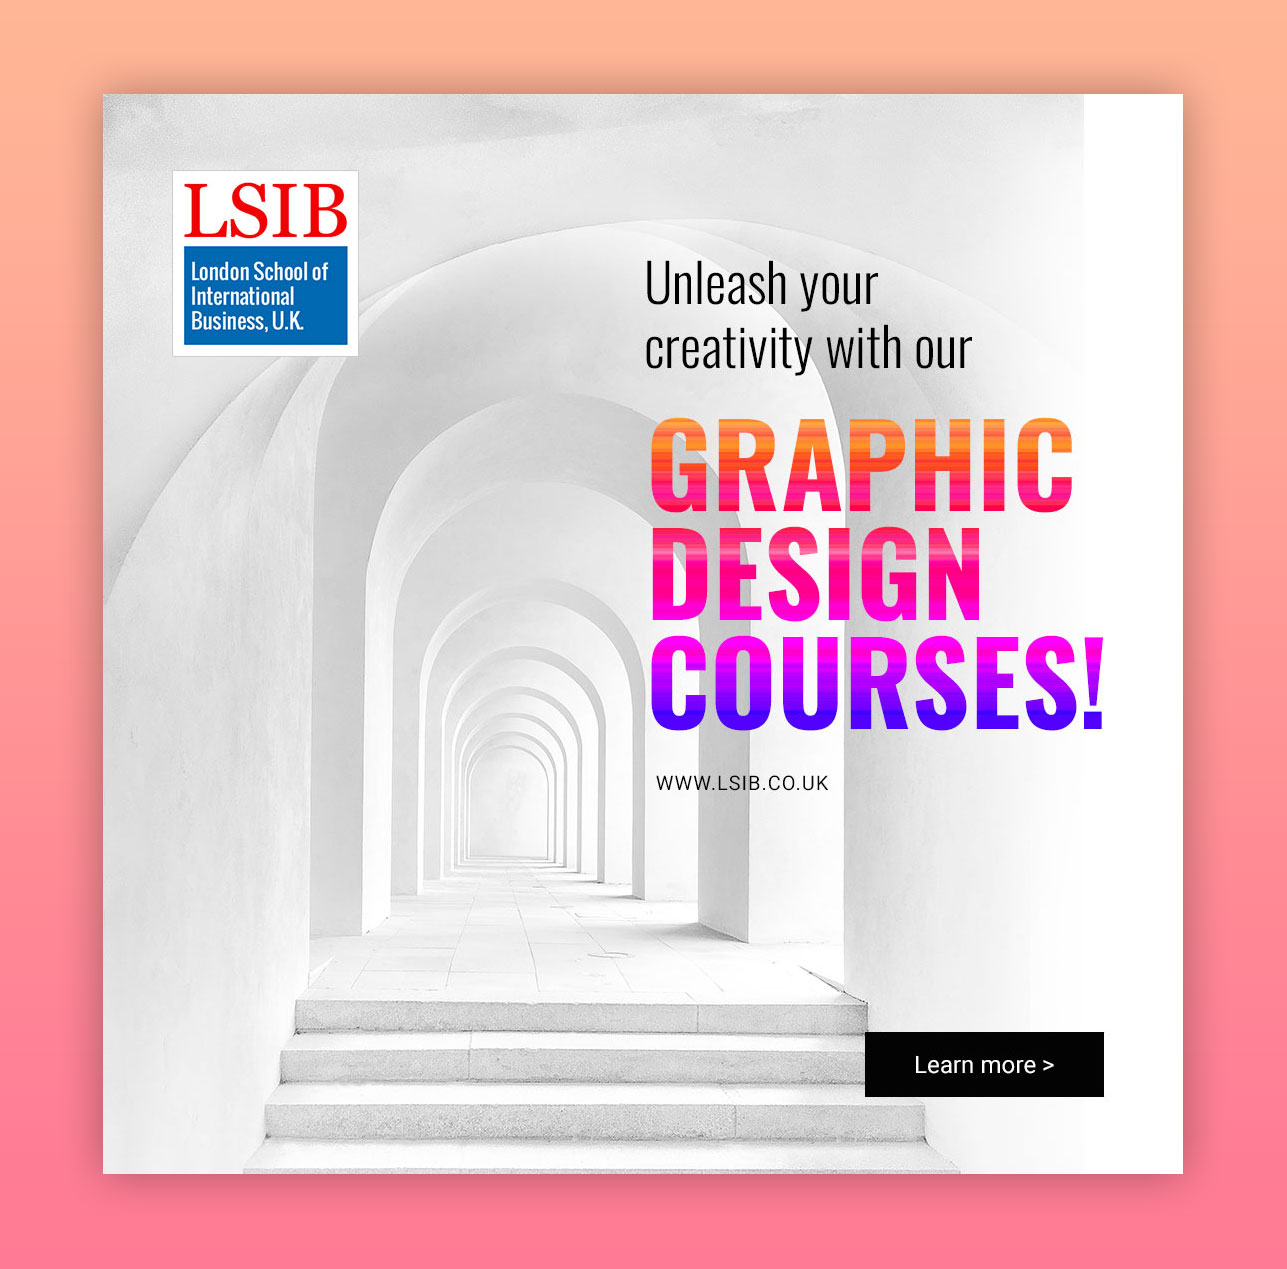 LSIB
London School of
International
Business, U.K.
Unleash your
creativity with our
GRAPHIC
DESIGN
COURSES!
WWW.LSIB.CO.UK
Learn more >